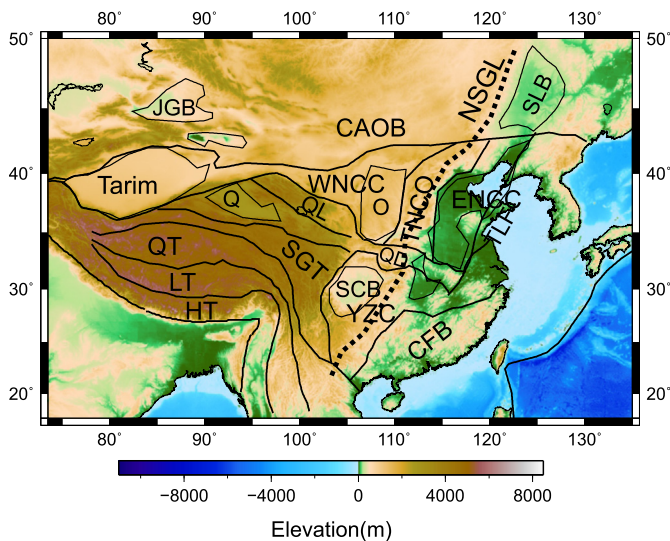 80° 90° 100° 110° 120° 130°
50° 50°
NSGL
SLB
JGB
CAOB
40° 40°
Tarim
WNCC
ENCC
Q
QL
O
TNCO
TLF
QT
SGT
QD
LT
SCB
30° 30°
HT
YZC
CFB
20° 20°
80° 90° 100° 110° 120° 130°
−8000 −4000 0 4000 8000
Elevation(m)